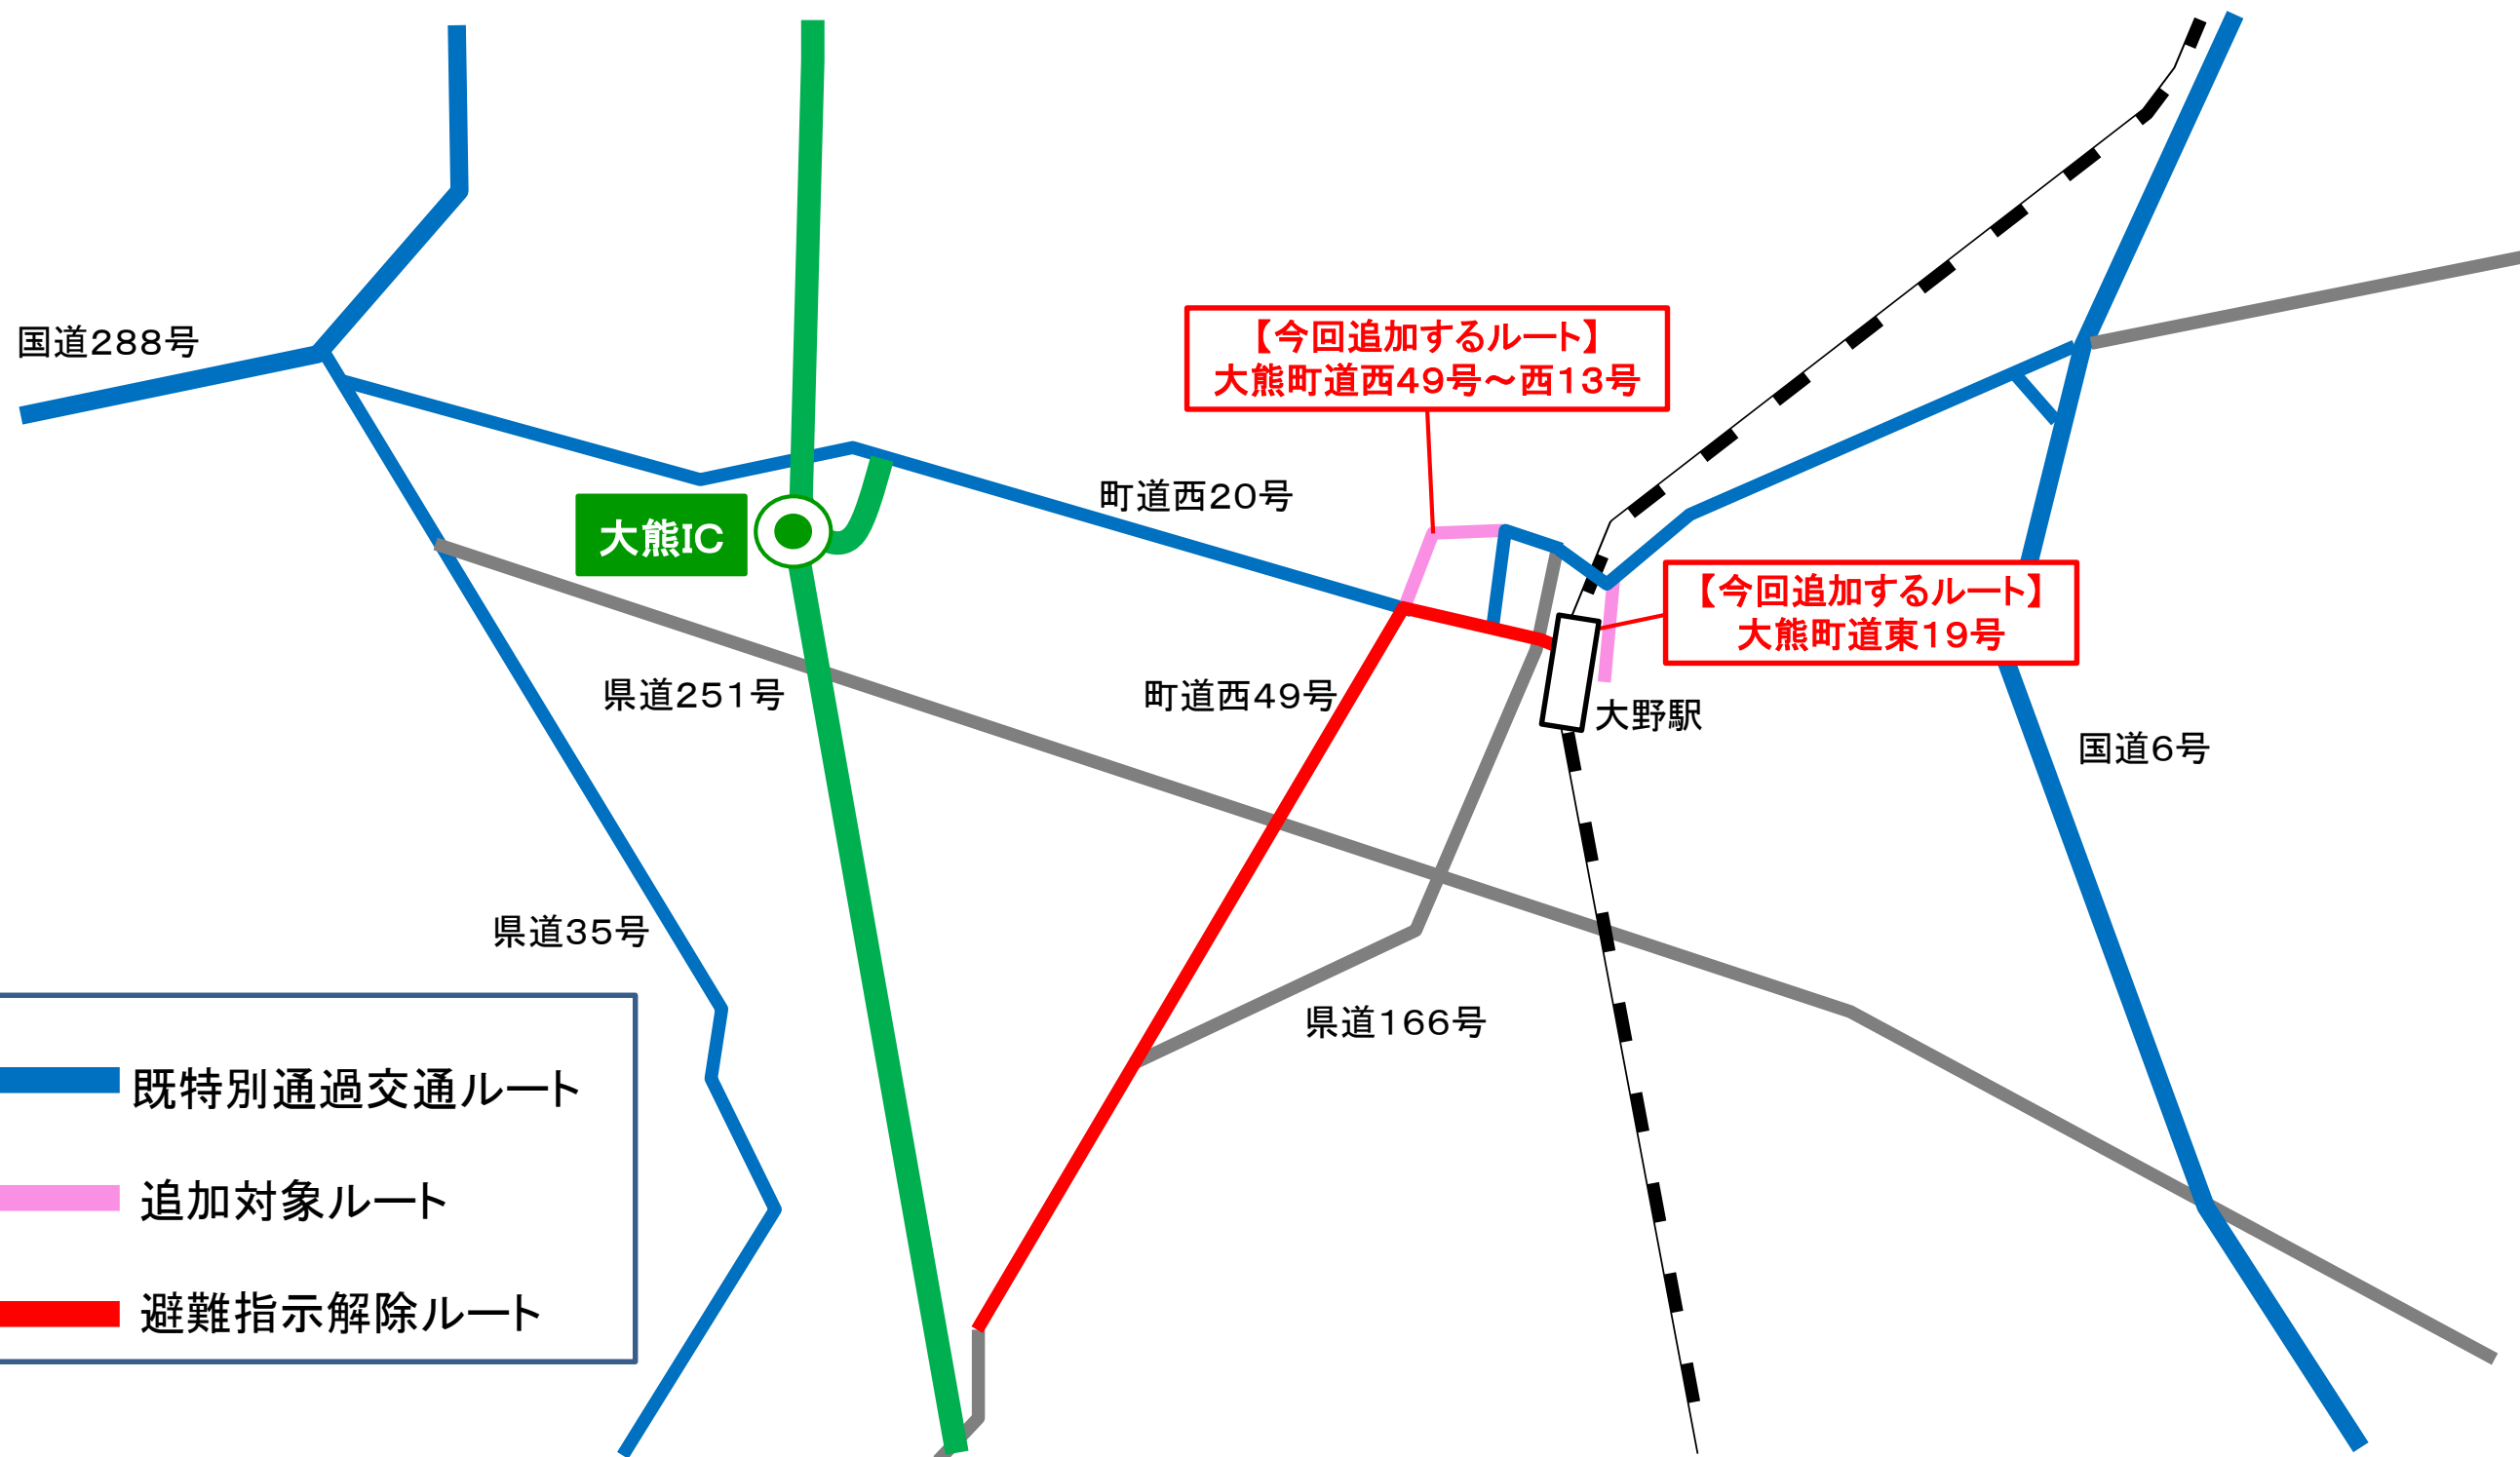 国道288号
【今回追加するルート】
大熊町道西49号～西13号
町道西20号
大熊IC
【今回追加するルート】
大熊町道東19号
県道251号
町道西49号
大野駅
国道6号
県道35号
県道166号
既特別通過交通ルート
追加対象ルート
避難指示解除ルート